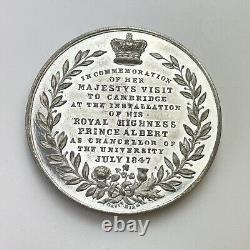 IN COMMEMORATION
OF HER
MAJESTYS VISIT
TO CAMBRIDGE
AT THE INSTALLATION
OF HIS
ROYAL HIGHNESS
PRINCE ALBERT
AS CHANCELLOR OF
THE UNIVERSITY
JULY 1847
ebay